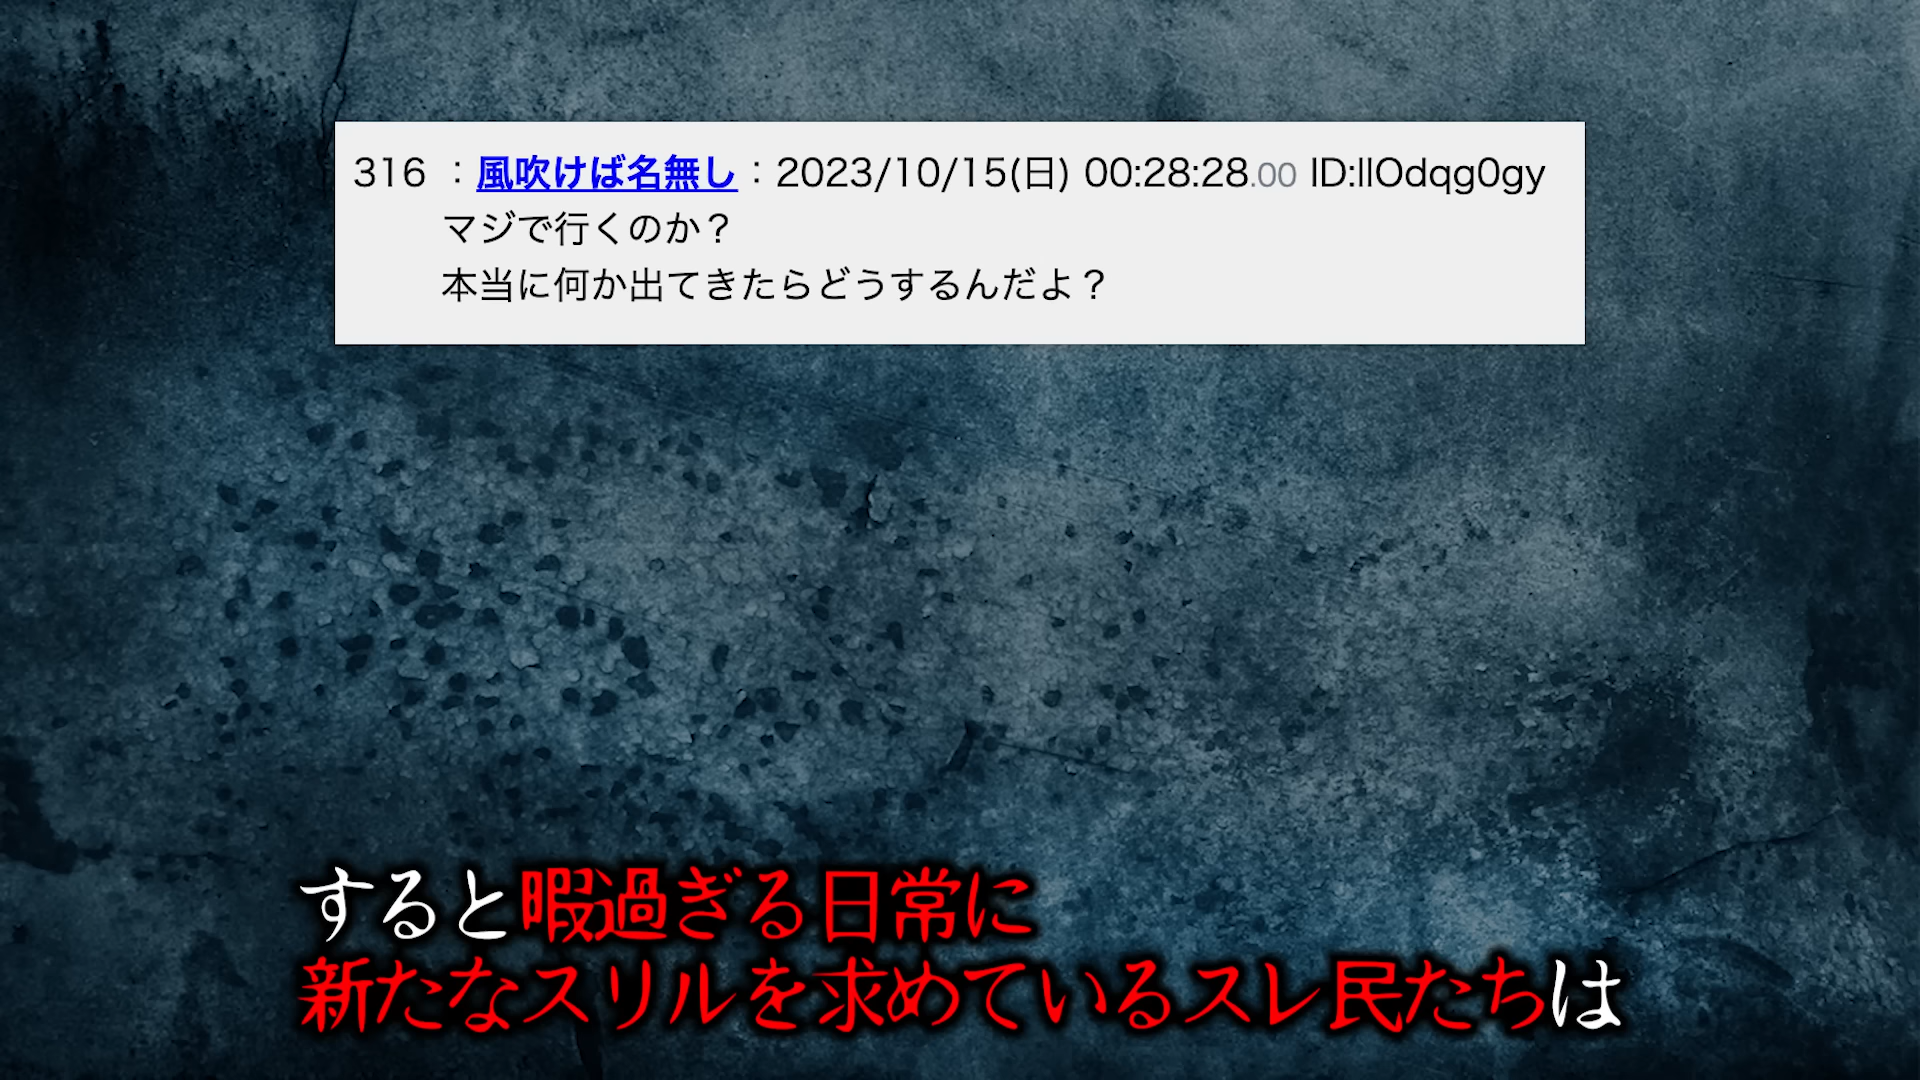 316 ：風吹けば名無し：2023/10/15(日) 00:28:28.00 ID:llOdqg0gy
マジで行くのか？
本当に何か出てきたらどうするんだよ？
すると暇過ぎる日常に
新たなスリルを求めているスレ民たちは